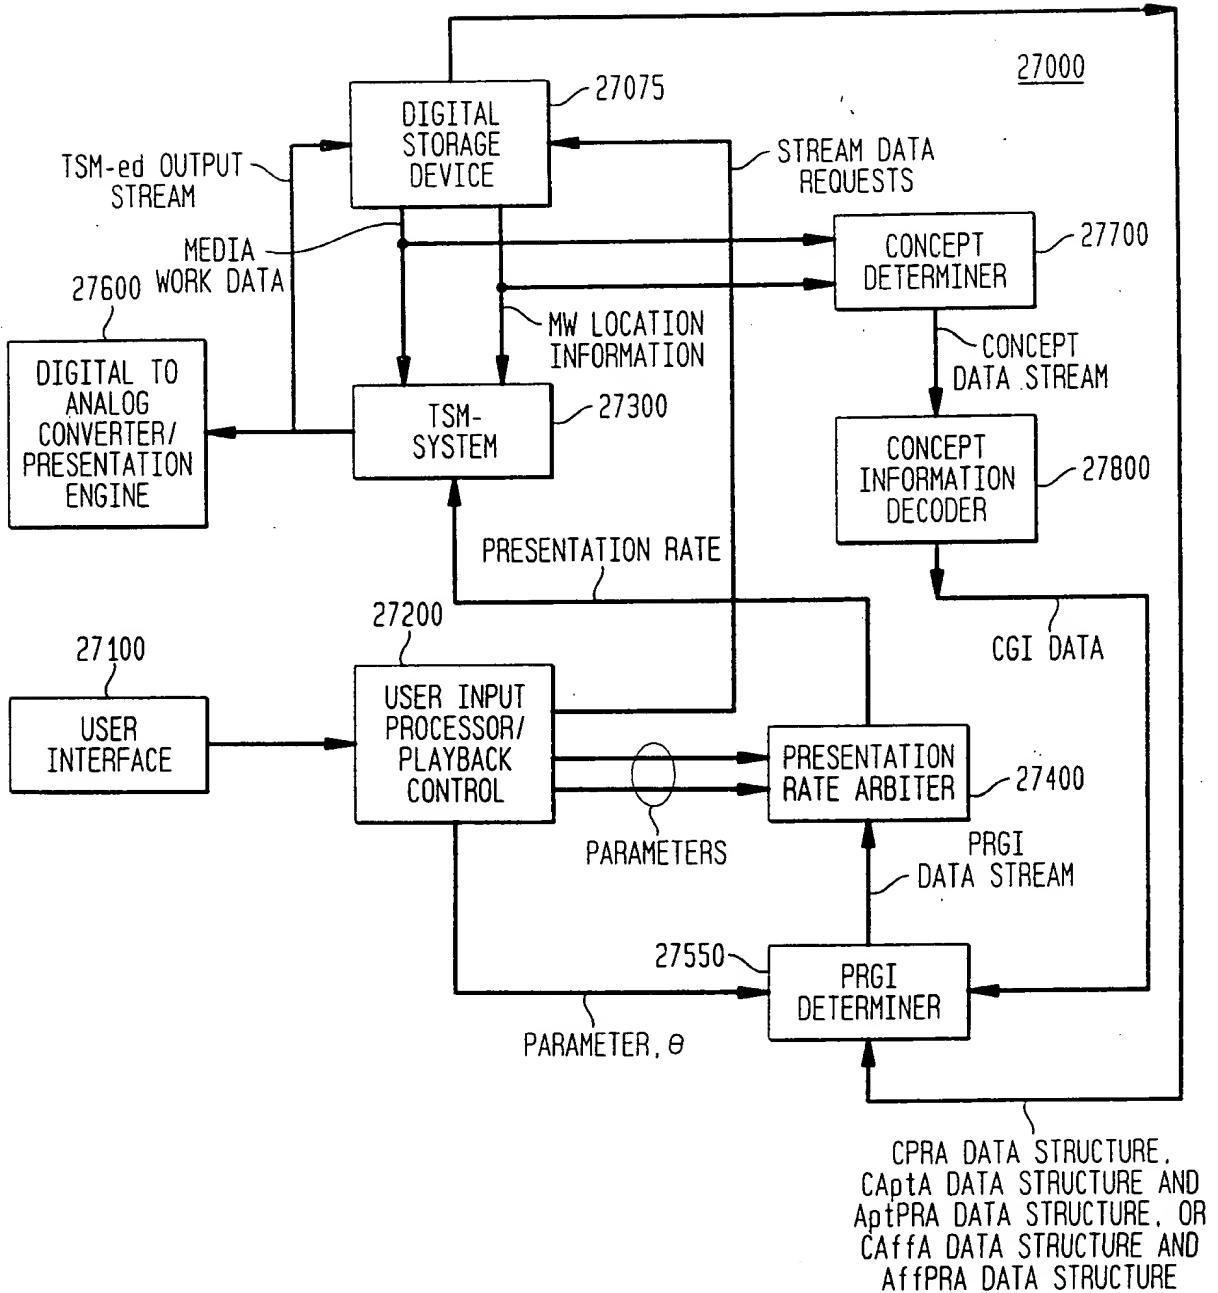 27000
27075
DIGITAL
STORAGE
DEVICE
TSM-ed OUTPUT
STREAM
STREAM DATA
REQUESTS
MEDIA
WORK DATA
27700
CONCEPT
DETERMINER
27600
MW LOCATION
INFORMATION
CONCEPT
DATA STREAM
DIGITAL TO
ANALOG
CONVERTER/
PRESENTATION
ENGINE
TSM-
SYSTEM
27300
CONCEPT
INFORMATION
DECODER
27800
PRESENTATION RATE
27200
27100
CGI DATA
USER
INTERFACE
USER INPUT
PROCESSOR/
PLAYBACK
CONTROL
PRESENTATION
RATE ARBITER
27400
PARAMETERS
PRGI
DATA STREAM
27550
PRGI
DETERMINER
PARAMETER, θ
CPRA DATA STRUCTURE,
CAptA DATA STRUCTURE AND
AptPRA DATA STRUCTURE, OR
CAffA DATA STRUCTURE AND
AffPRA DATA STRUCTURE